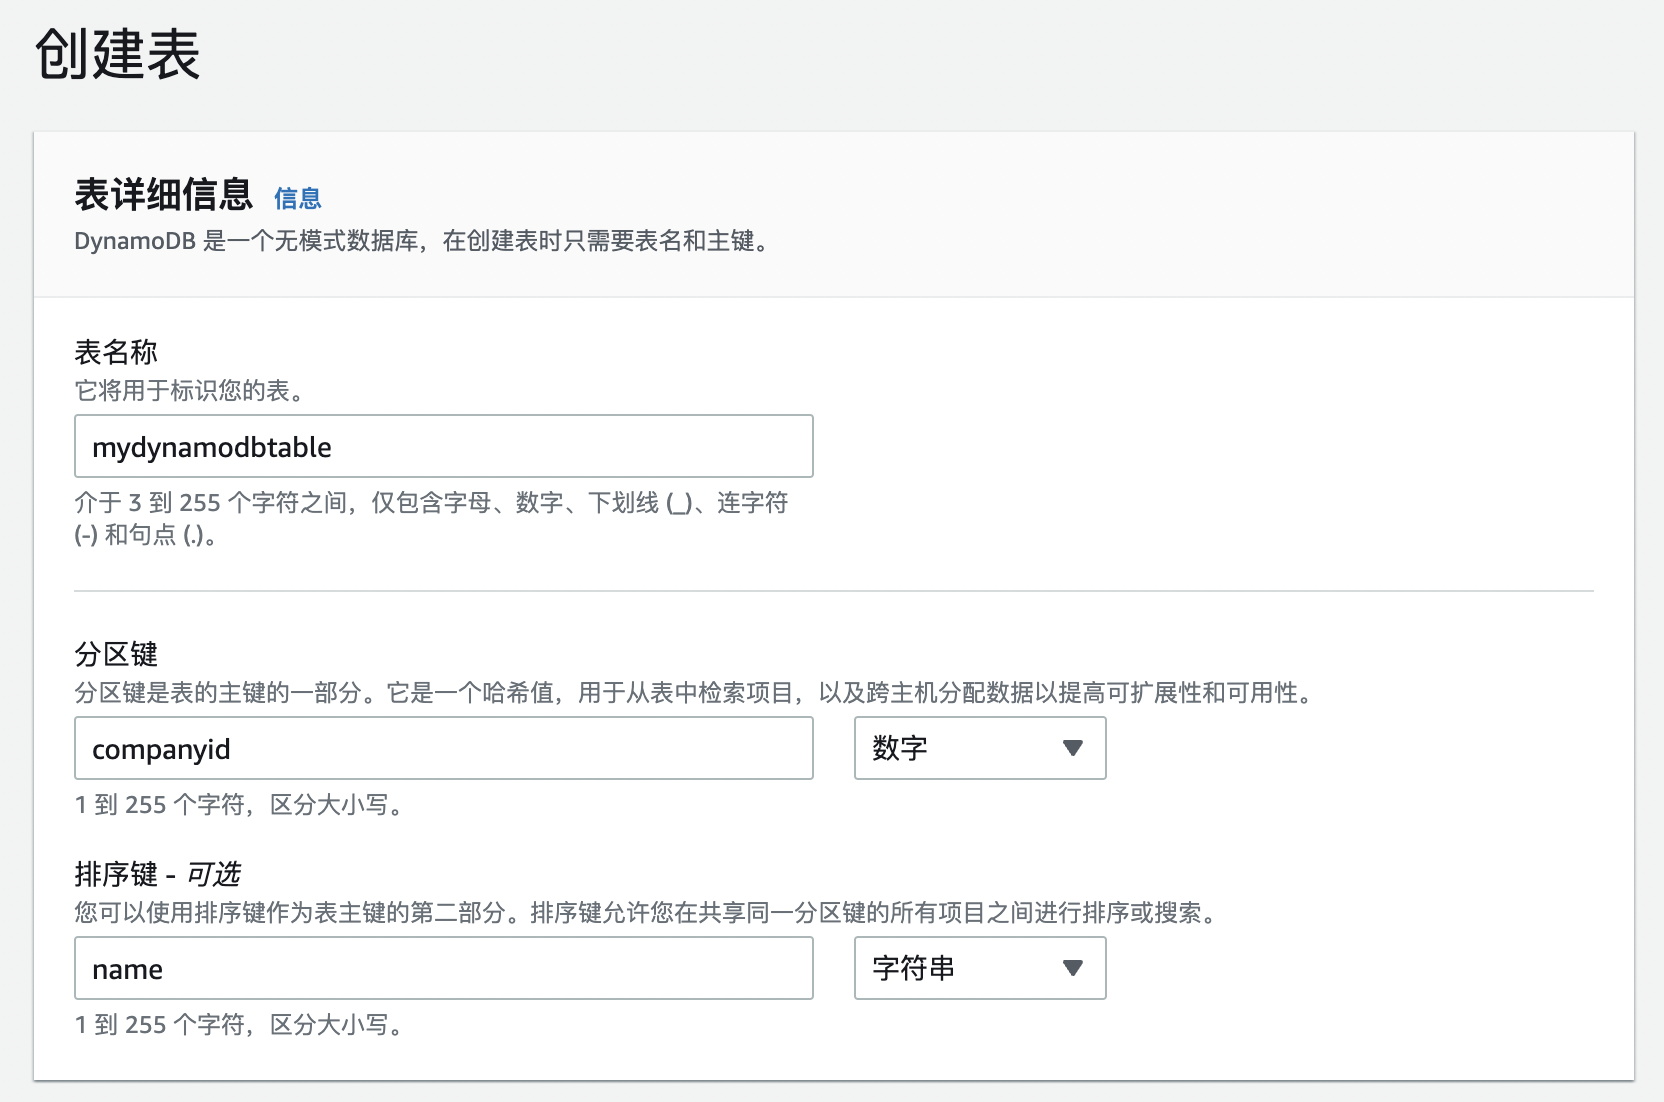 创建表
表详细信息 信息
DynamoDB 是一个无模式数据库，在创建表时只需要表名和主键。
表名称
它将用于标识您的表。
mydynamodbtable
介于 3 到 255 个字符之间，仅包含字母、数字、下划线 (_)、连字符
(-) 和句点 (.)。
分区键
分区键是表的主键的一部分。它是一个哈希值，用于从表中检索项目，以及跨主机分配数据以提高可扩展性和可用性。
companyid 数字
1 到 255 个字符，区分大小写。
排序键 - 可选
您可以使用排序键作为表主键的第二部分。排序键允许您在共享同一分区键的所有项目之间进行排序或搜索。
name 字符串
1 到 255 个字符，区分大小写。